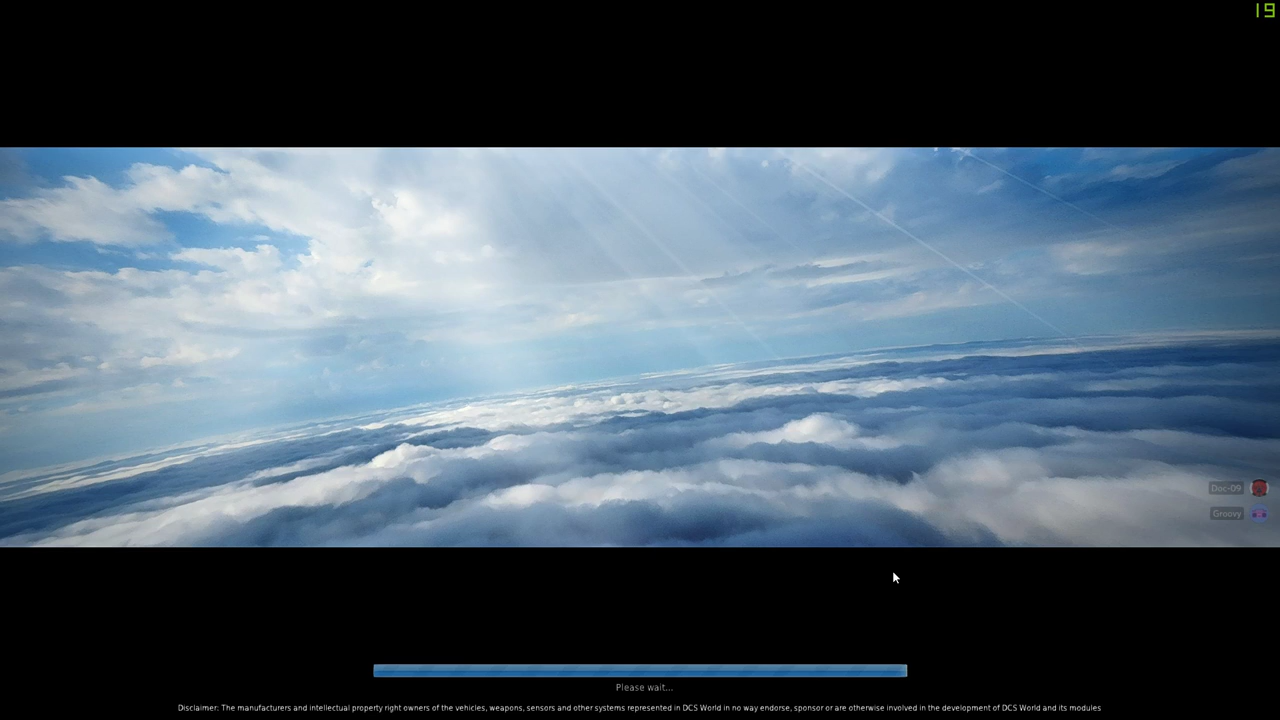 19
Doc-09
Groovy
Please wait...
Disclaimer: The manufacturers and intellectual property right owners of the vehicles, weapons, sensors and other systems represented in DCS World in no way endorse, sponsor or are otherwise involved in the development of DCS World and its modules